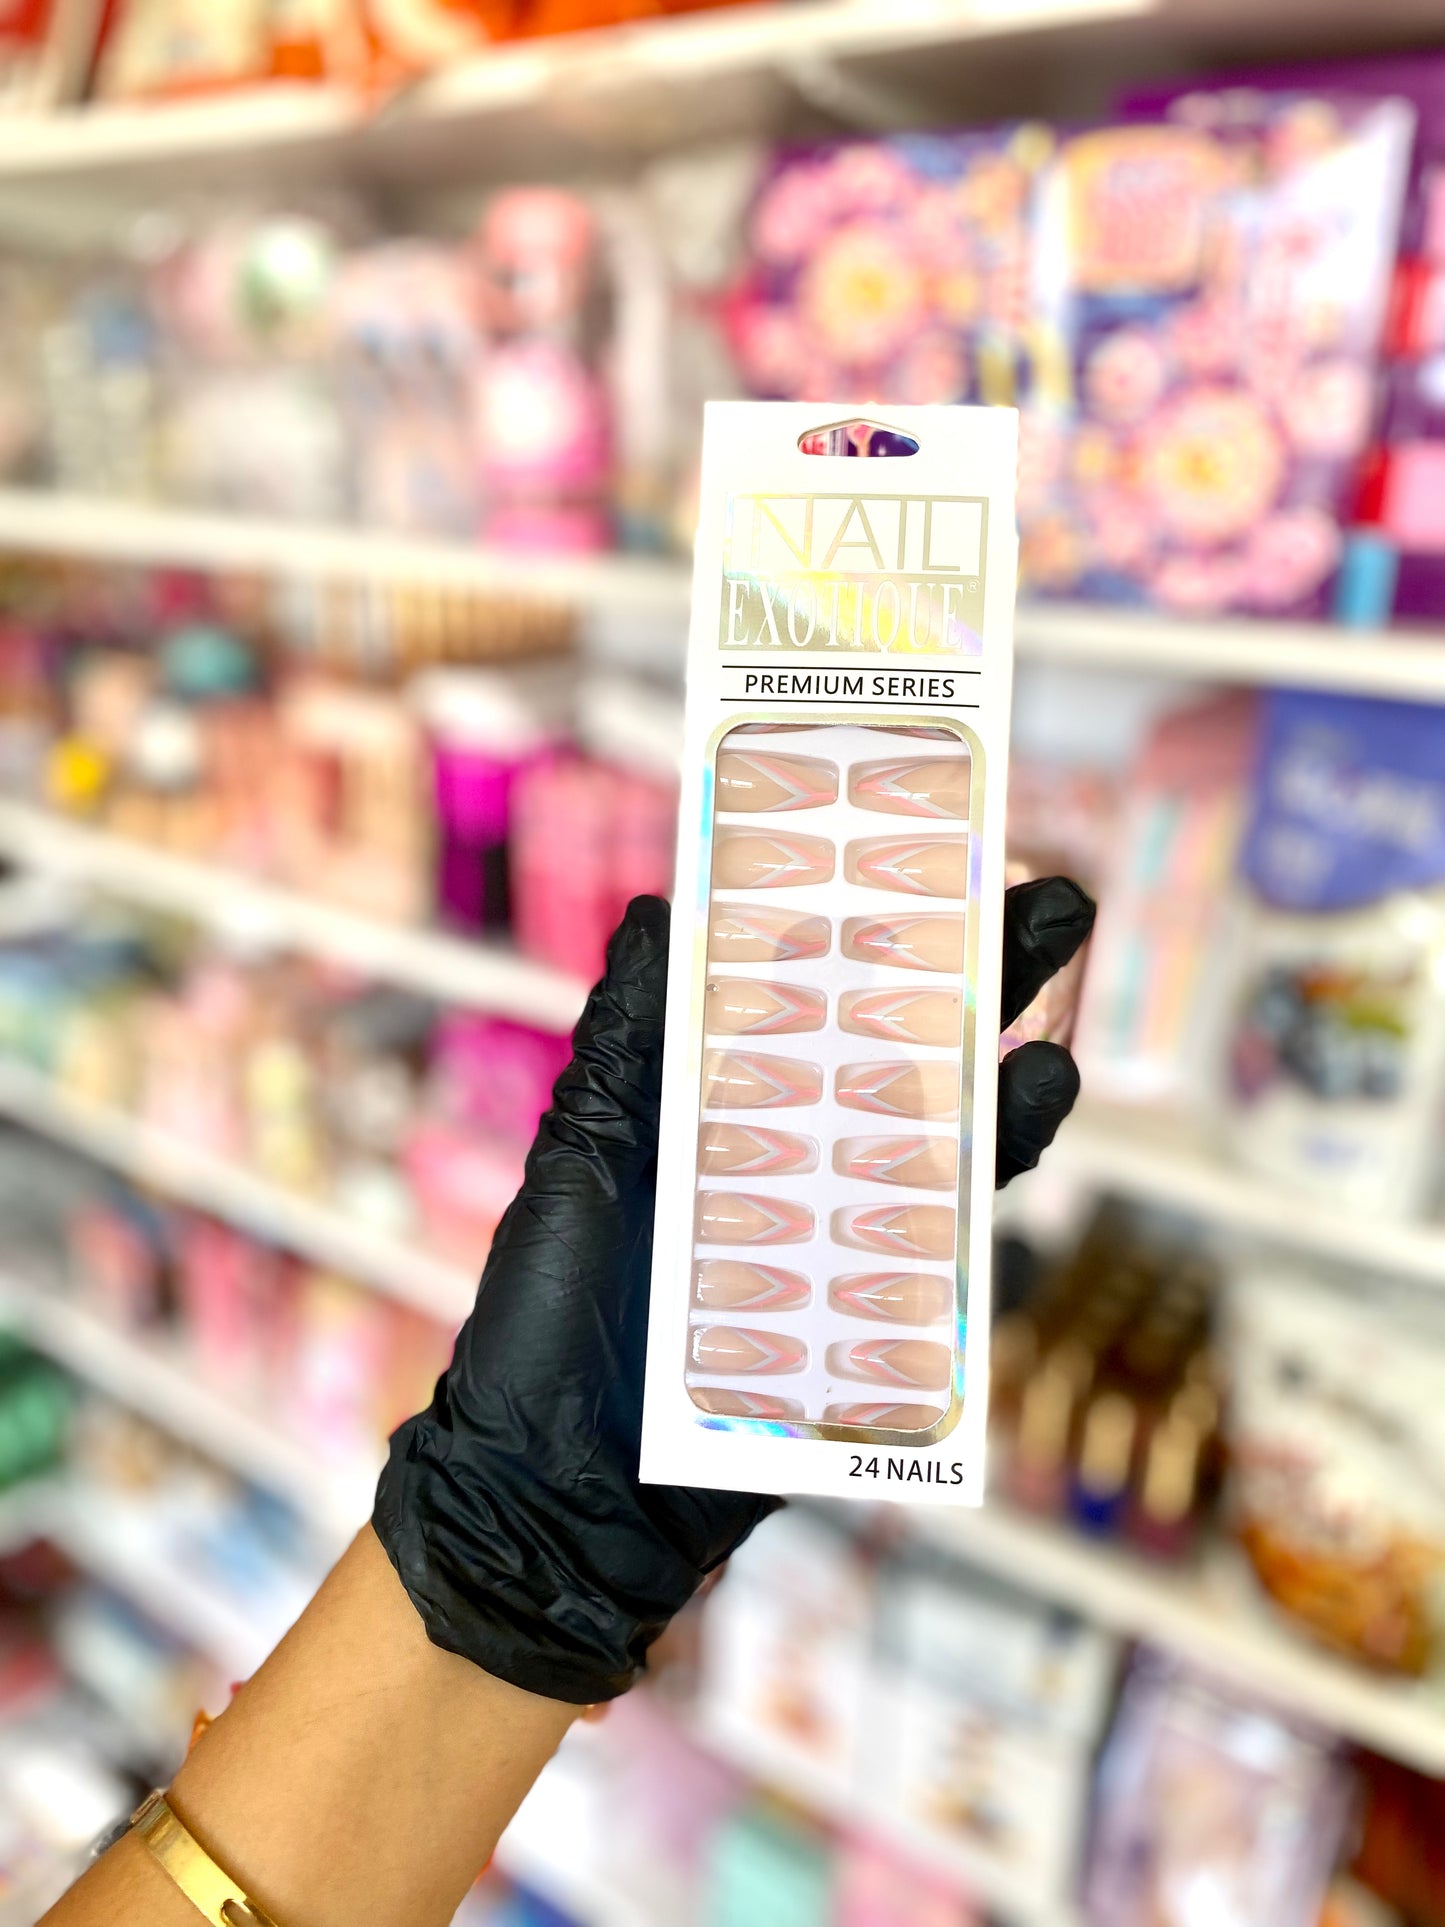 NAIL
EXOTIQUE®
PREMIUM SERIES
24 NAILS